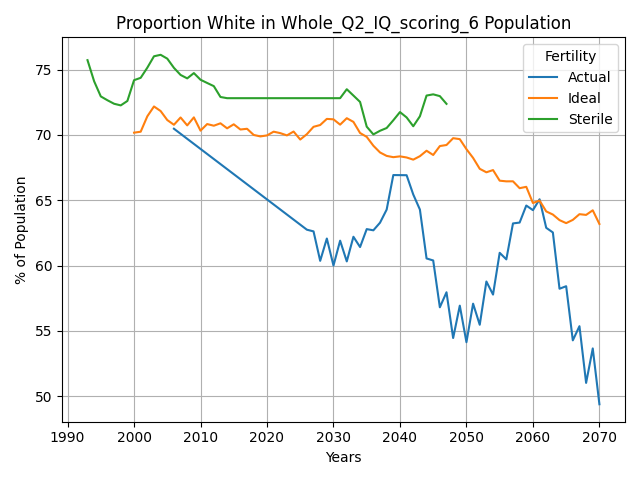 Proportion White in Whole_Q2_IQ_scoring_6 Population
Fertility
Actual
Ideal
Sterile
% of Population
75
70
65
60
55
50
1990 2000 2010 2020 2030 2040 2050 2060 2070
Years